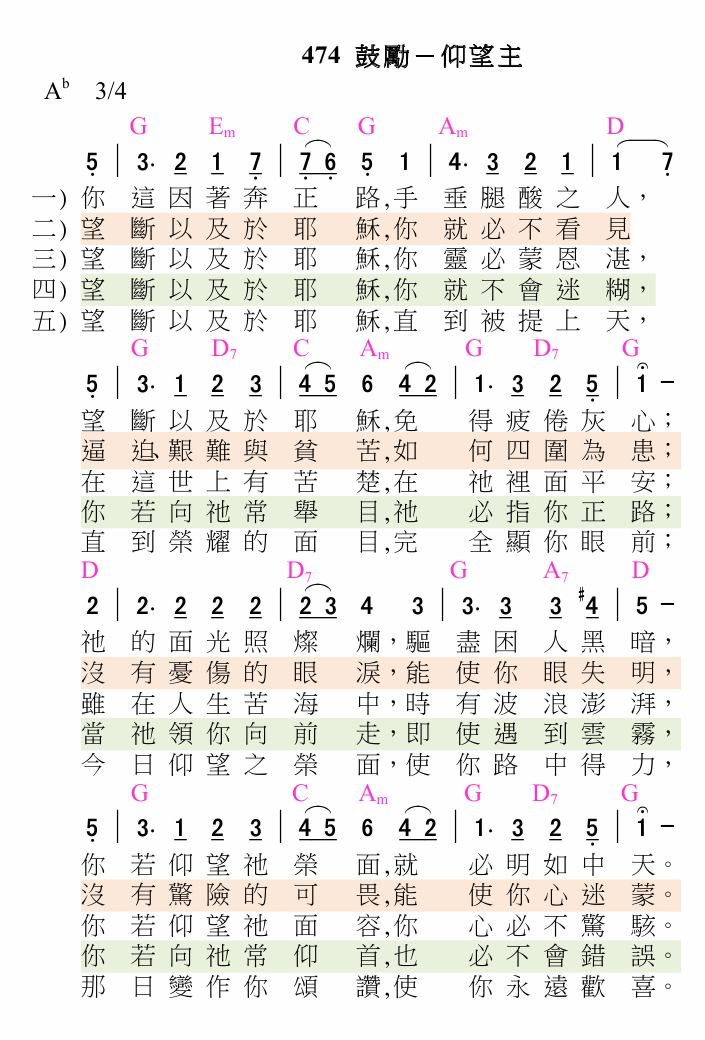 474 鼓勵－仰望主
A♭ 3/4
G Em C G Am D
5 | 3. 2 1 7 | 7 6 5 1 | 4. 3 2 1 | 1 7
一) 你 這因著奔 正 路,手 垂腿酸之 人，
二) 望 斷以及於 耶 穌,你 就必不看 見
三) 望 斷以及於 耶 穌,你 靈必蒙恩 湛，
四) 望 斷以及於 耶 穌,你 就不會迷 糊，
五) 望 斷以及於 耶 穌,直 到被提上 天，
G D7 C Am G D7 G
5 | 3. 1 2 3 | 4 5 6 4 2 | 1. 3 2 5 | 1 －
望 斷以及於 耶 穌,免 得疲倦灰 心；
逼 迫、艱難與 貧 苦,如 何四圍為 患；
在 這世上有 苦 楚,在 祂裡面平 安；
你 若向祂常 舉 目,祂 必指你正 路；
直 到榮耀的 面 目,完 全顯你眼 前；
D D7 G A7 D
2 | 2. 2 2 2 | 2 3 4 3 | 3. 3 3 ♯4 | 5 －
祂 的面光照 燦 爛，驅 盡困人黑 暗，
沒 有憂傷的 眼 淚，能 使你眼失 明，
雖 在人生苦 海 中，時 有波浪澎 湃，
當 祂領你向 前 走，即 使遇到雲 霧，
今 日仰望之 榮 面，使 你路中得 力，
G C Am G D7 G
5 | 3. 1 2 3 | 4 5 6 4 2 | 1. 3 2 5 | 1 －
你 若仰望祂 榮 面,就 必明如中 天。
沒 有驚險的 可 畏,能 使你心迷 蒙。
你 若仰望祂 面 容,你 心必不驚 駭。
你 若向祂常 仰 首,也 必不會錯 誤。
那 日變作你 頌 讚,使 你永遠歡 喜。